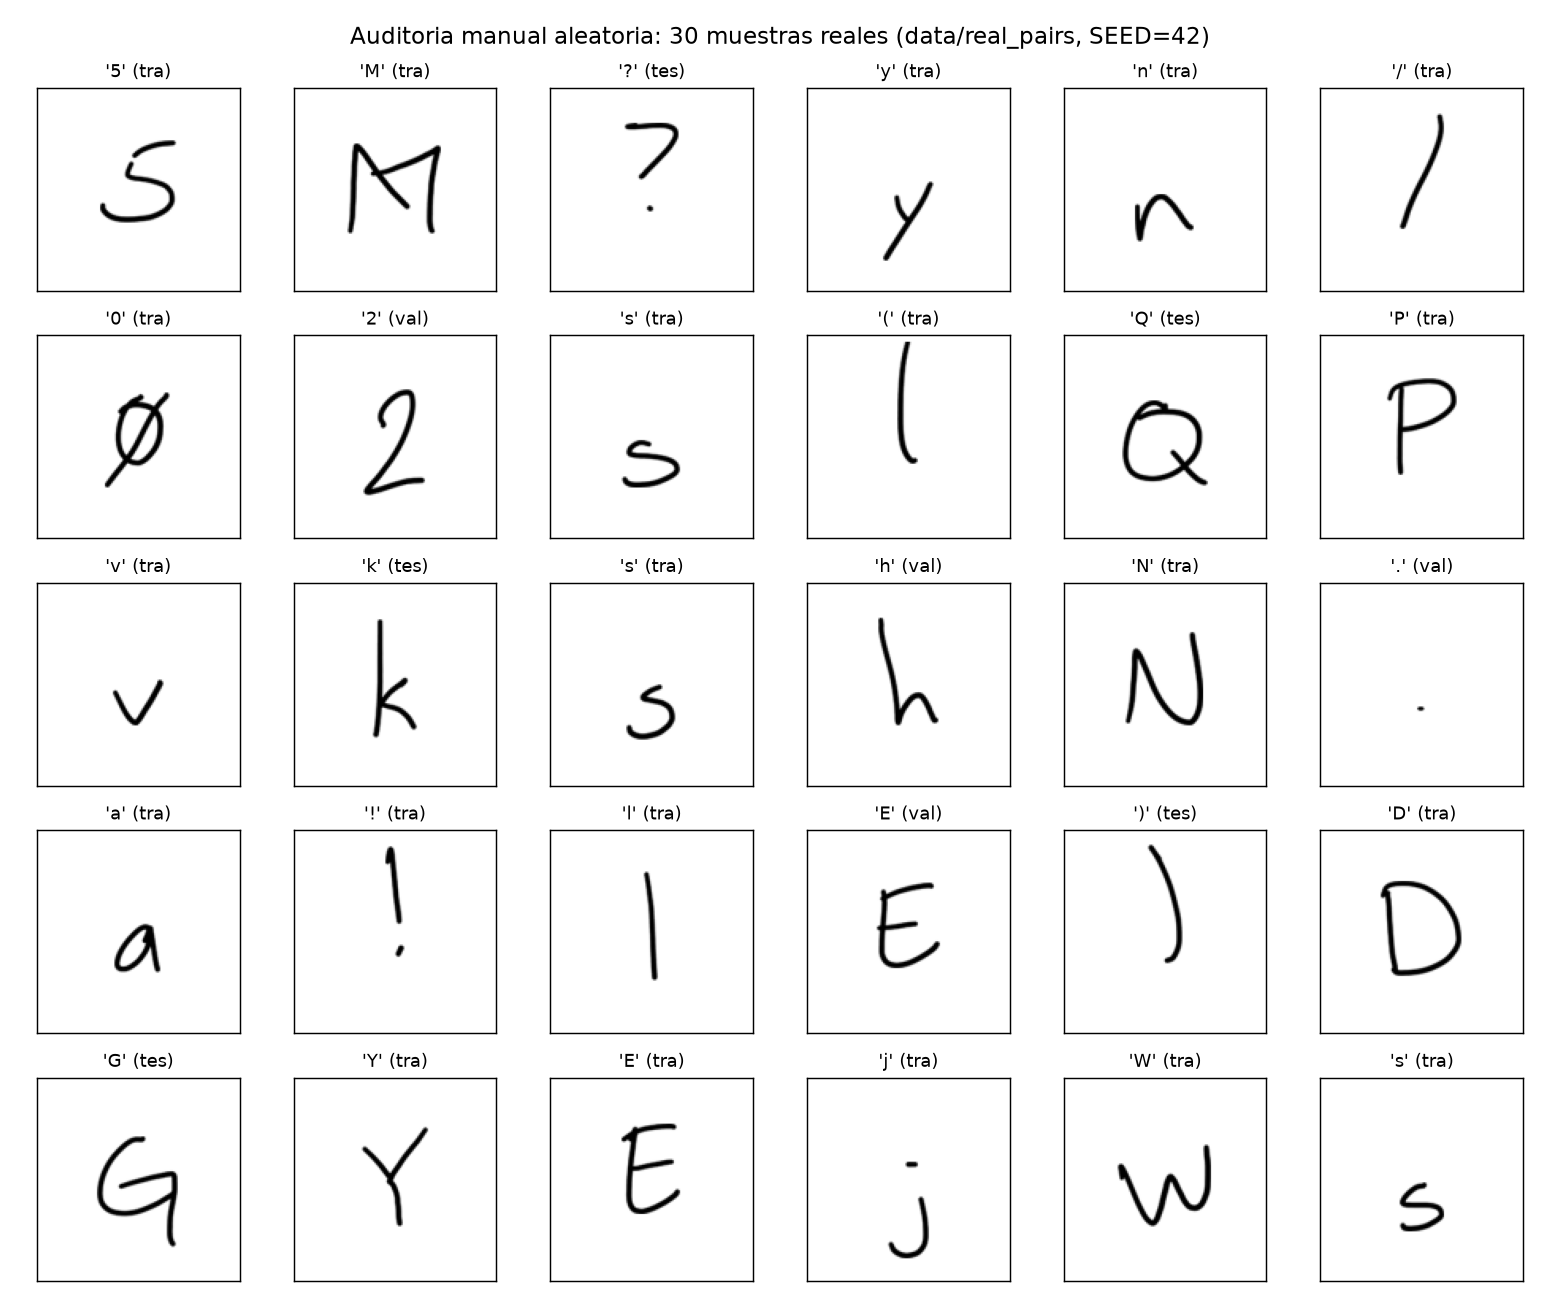 Auditoria manual aleatoria: 30 muestras reales (data/real_pairs, SEED=42)
'5' (tra) 'M' (tra) '?' (tes) 'y' (tra) 'n' (tra) '/' (tra)
5 M ? y n /
'0' (tra) '2' (val) 's' (tra) '(' (tra) 'Q' (tes) 'P' (tra)
0 2 s ( Q P
'v' (tra) 'k' (tes) 's' (tra) 'h' (val) 'N' (tra) '.' (val)
v k s h N .
'a' (tra) '!' (tra) 'l' (tra) 'E' (val) ')' (tes) 'D' (tra)
a ! l E ) D
'G' (tes) 'Y' (tra) 'E' (tra) 'j' (tra) 'W' (tra) 's' (tra)
G Y E j W s